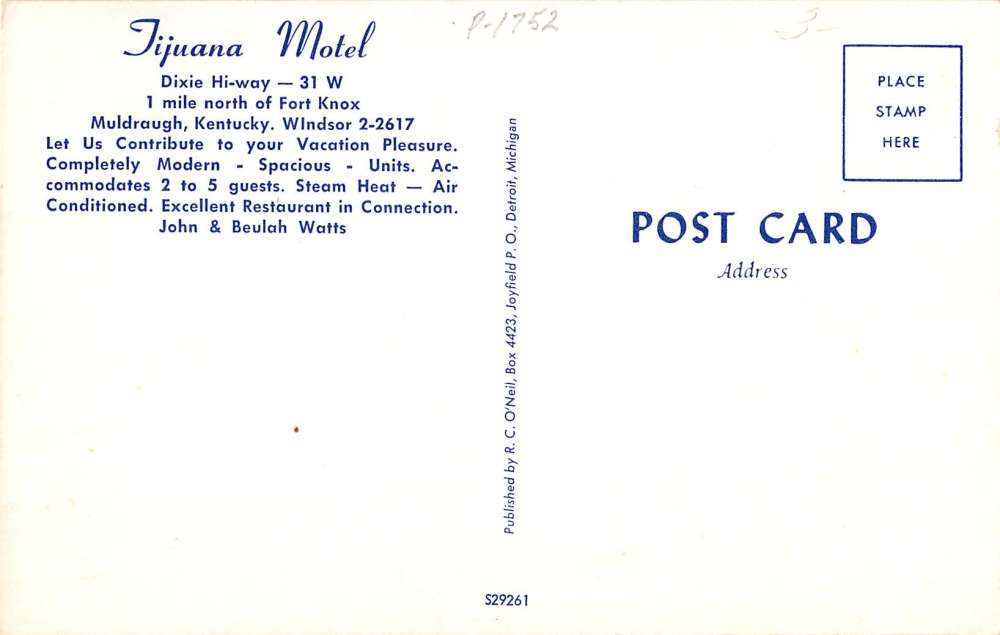 Tijuana Motel
Dixie Hi-way — 31 W
1 mile north of Fort Knox
Muldraugh, Kentucky. WIndsor 2-2617
Let Us Contribute to your Vacation Pleasure.
Completely Modern - Spacious - Units. Ac-
commodates 2 to 5 guests. Steam Heat — Air
Conditioned. Excellent Restaurant in Connection.
John & Beulah Watts
P-1752
3-
PLACE
STAMP
HERE
POST CARD
Address
Published by R. C. O'Neil, Box 4423, Joyfield P. O., Detroit, Michigan
S29261